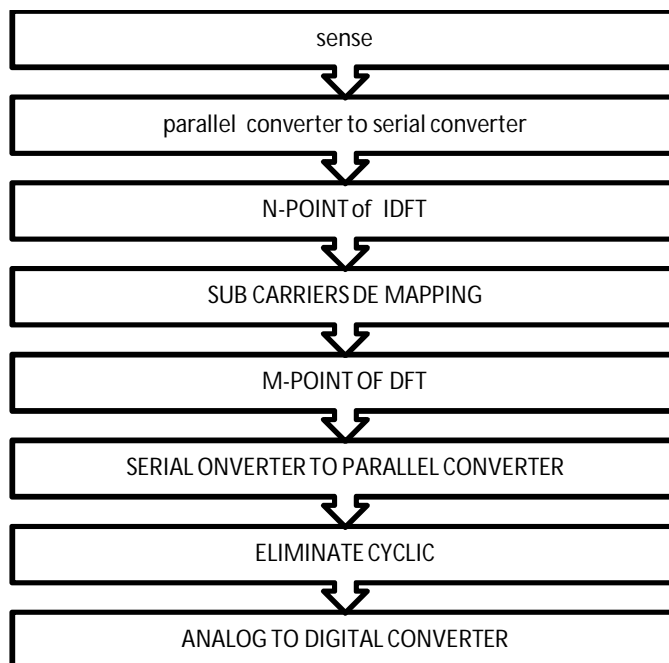 sense
parallel converter to serial converter
N-POINT of IDFT
SUB CARRIERS DE MAPPING
M-POINT OF DFT
SERIAL ONVERTER TO PARALLEL CONVERTER
ELIMINATE CYCLIC
ANALOG TO DIGITAL CONVERTER